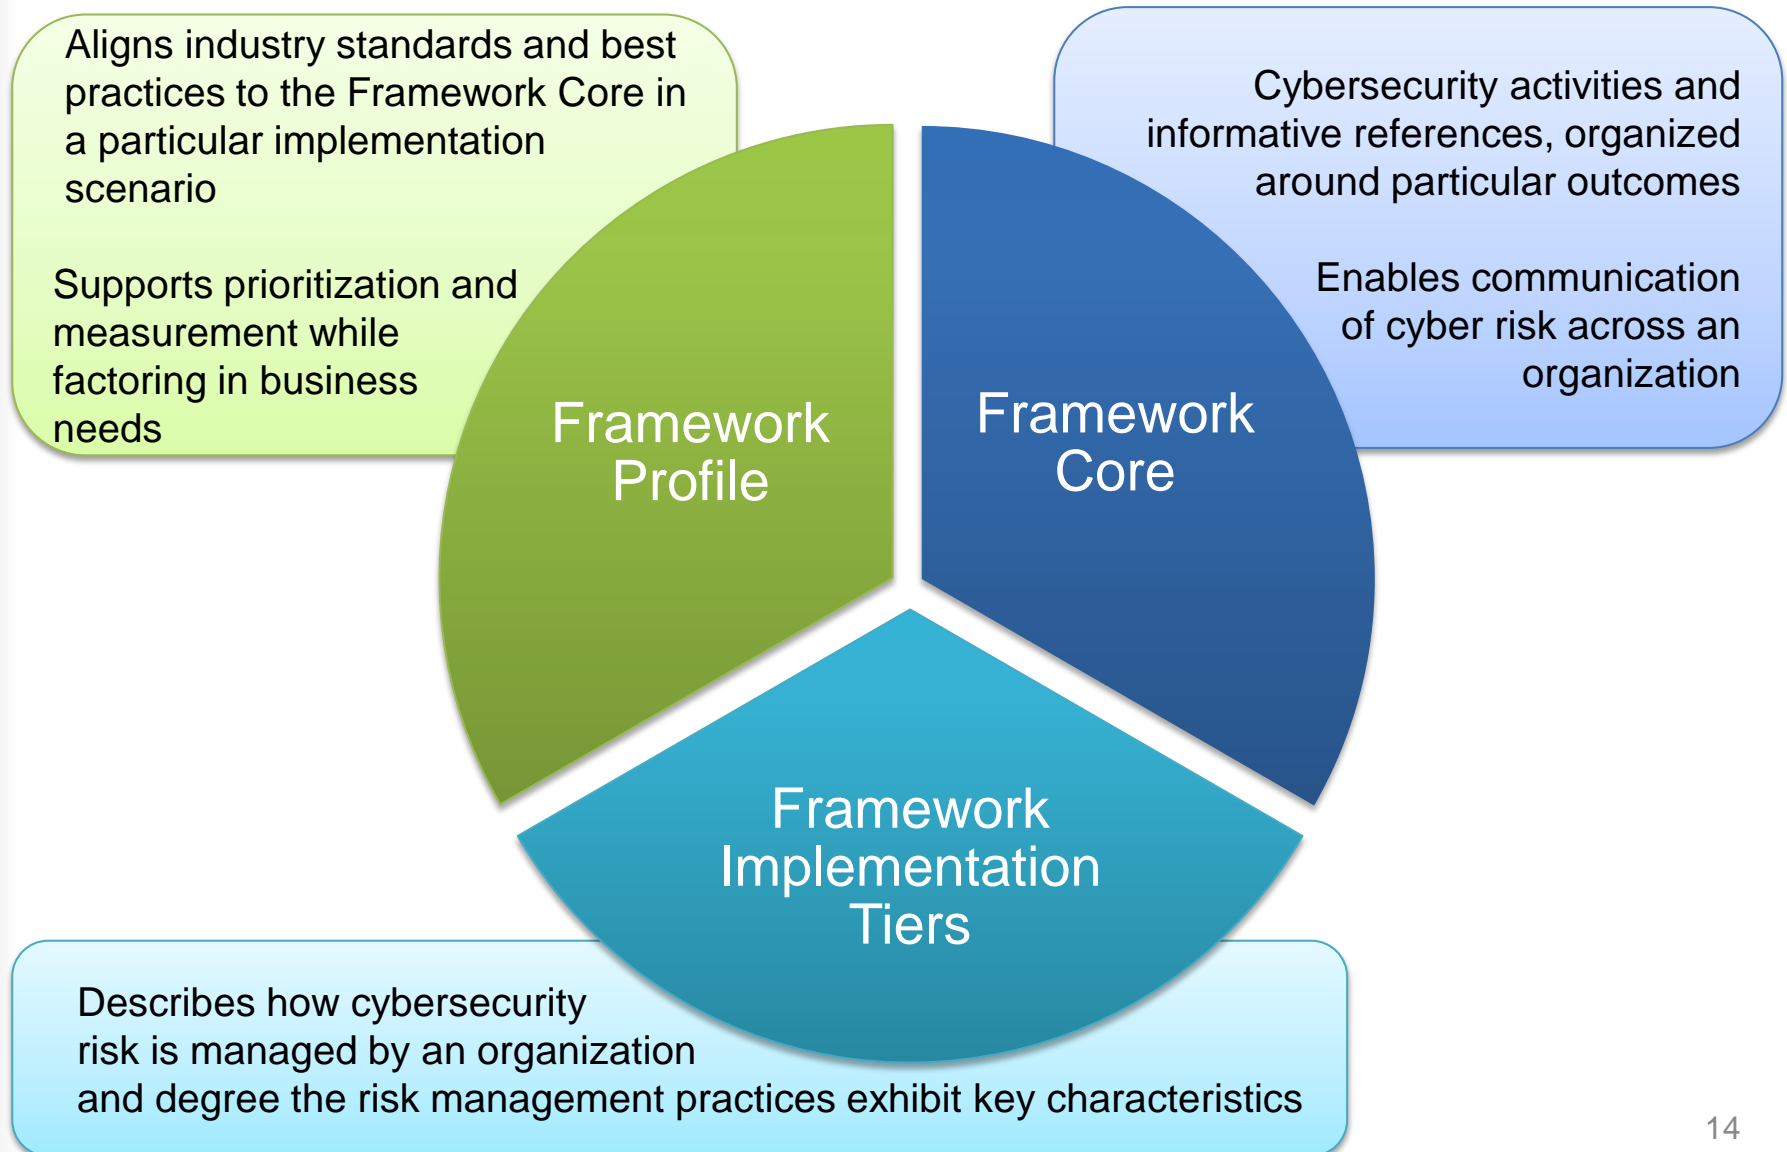 Aligns industry standards and best
practices to the Framework Core in
a particular implementation
scenario
Supports prioritization and
measurement while
factoring in business
needs
Cybersecurity activities and
informative references, organized
around particular outcomes
Enables communication
of cyber risk across an
organization
Framework
Profile
Framework
Core
Framework
Implementation
Tiers
Describes how cybersecurity
risk is managed by an organization
and degree the risk management practices exhibit key characteristics
14